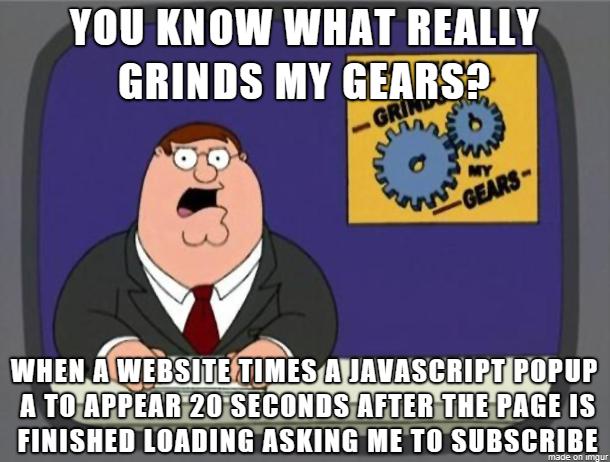 YOU KNOW WHAT REALLY
GRINDS MY GEARS?
GRIND
MY
GEARS
WHEN A WEBSITE TIMES A JAVASCRIPT POPUP
A TO APPEAR 20 SECONDS AFTER THE PAGE IS
FINISHED LOADING ASKING ME TO SUBSCRIBE
made on imgur